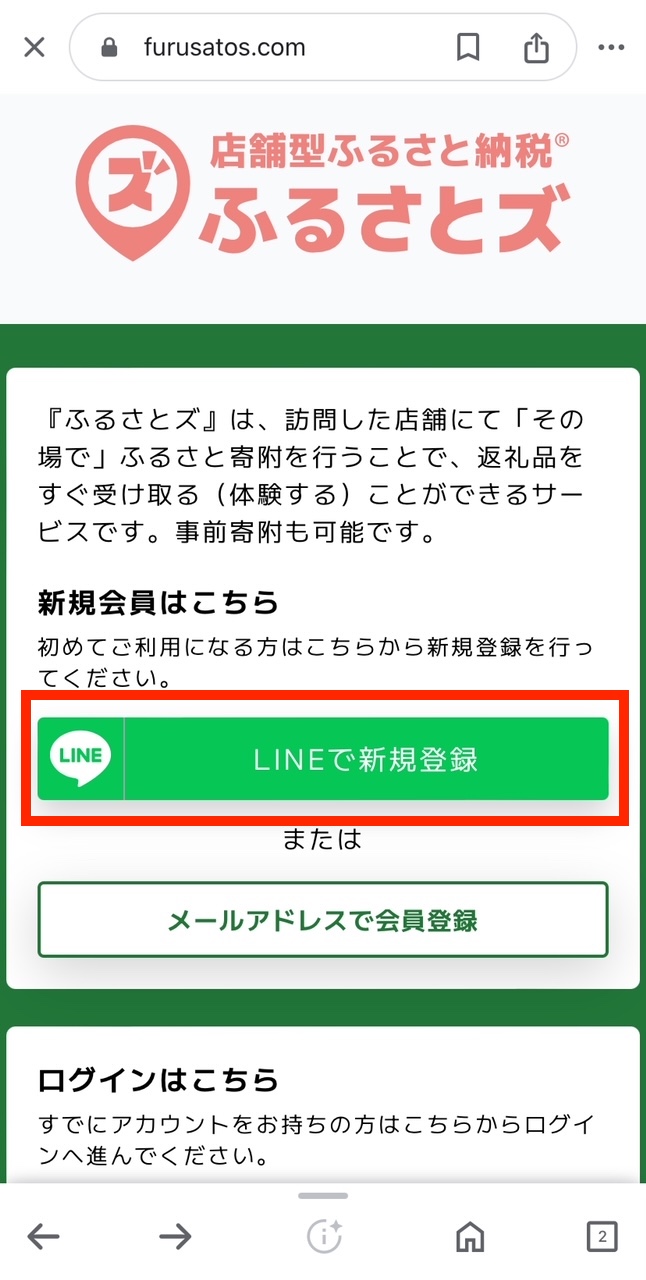 furusatos.com
店舗型ふるさと納税®
ズ
ふるさとズ
『ふるさとズ』は、訪問した店舗にて「その
場で」ふるさと寄附を行うことで、返礼品を
すぐ受け取る（体験する）ことができるサー
ビスです。事前寄附も可能です。
新規会員はこちら
初めてご利用になる方はこちらから新規登録を行っ
てください。
LINE
LINEで新規登録
または
メールアドレスで会員登録
ログインはこちら
すでにアカウントをお持ちの方はこちらからログイ
ンへ進んでください。
2